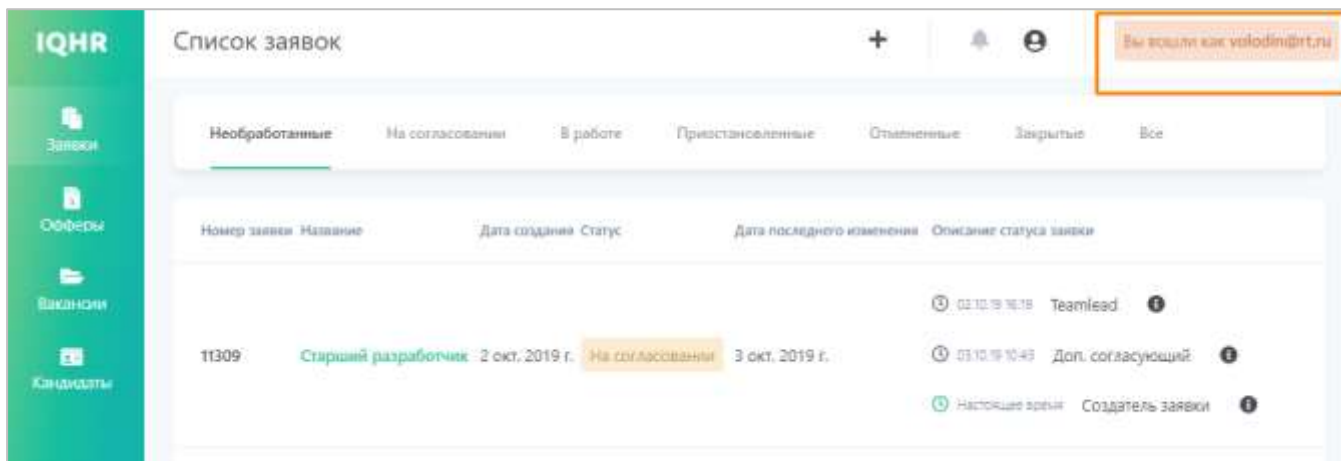 IQHR
Список заявок
Вы вошли как volodin@rt.ru
Заявки
Офферы
Вакансии
Кандидаты
Необработанные На согласовании В работе Приостановленные Отмененные Закрытые Все
Номер заявки Название Дата создания Статус Дата последнего изменения Описание статуса заявки
02.10.19 16:19 Teamlead
11309 Старший разработчик 2 окт. 2019 г. На согласовании 3 окт. 2019 г.
03.10.19 10:43 Доп. согласующий
Настоящее время Создатель заявки